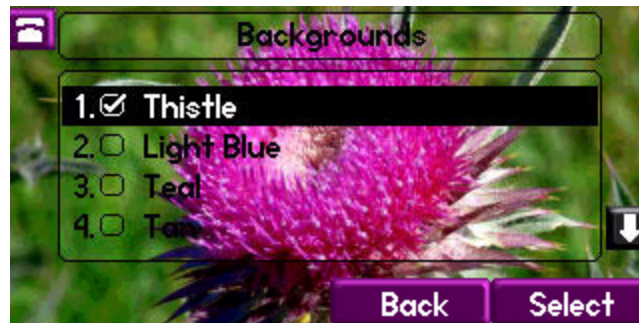 Backgrounds
1. Thistle
2. Light Blue
3. Teal
4. Tan
Back Select